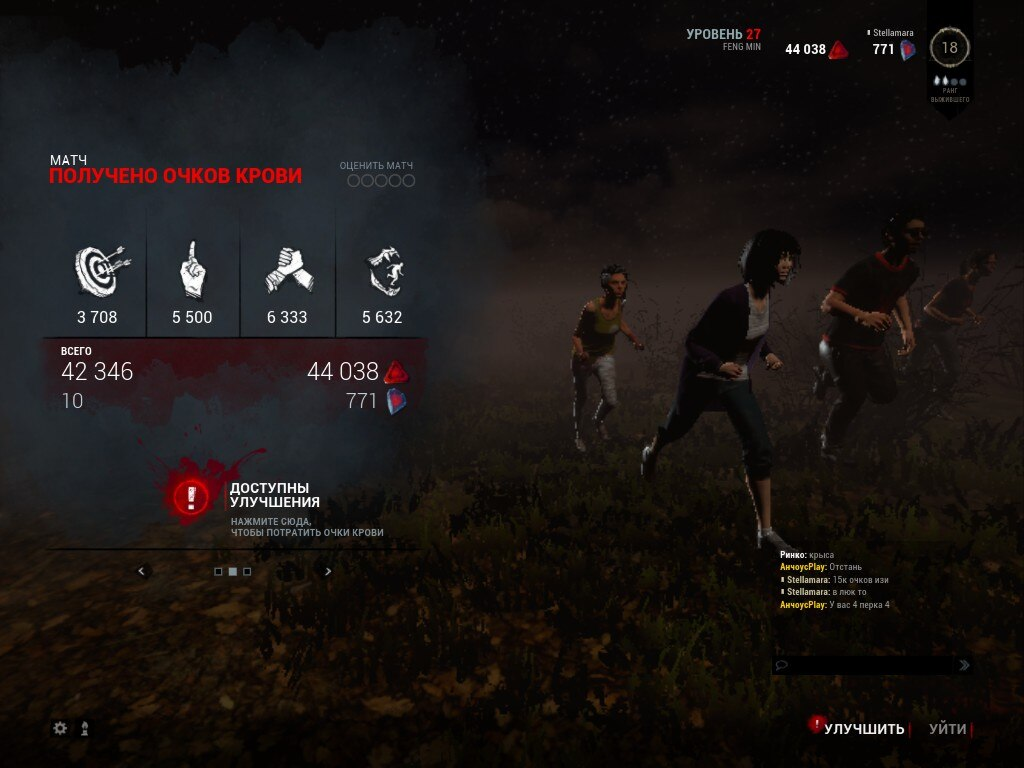 УРОВЕНЬ 27
FENG MIN
44 038
Stellamara
771
18
РАНГ
ВЫЖИВШЕГО
МАТЧ
ПОЛУЧЕНО ОЧКОВ КРОВИ
ОЦЕНИТЬ МАТЧ
3 708
5 500
6 333
5 632
ВСЕГО
42 346
44 038
10
771
ДОСТУПНЫ
УЛУЧШЕНИЯ
НАЖМИТЕ СЮДА,
ЧТОБЫ ПОТРАТИТЬ ОЧКИ КРОВИ
Ринко: крыса
АнчоусPlay: Отстань
Stellamara: 15к очков изи
Stellamara: в люк то
АнчоусPlay: У вас 4 перка 4
УЛУЧШИТЬ
УЙТИ